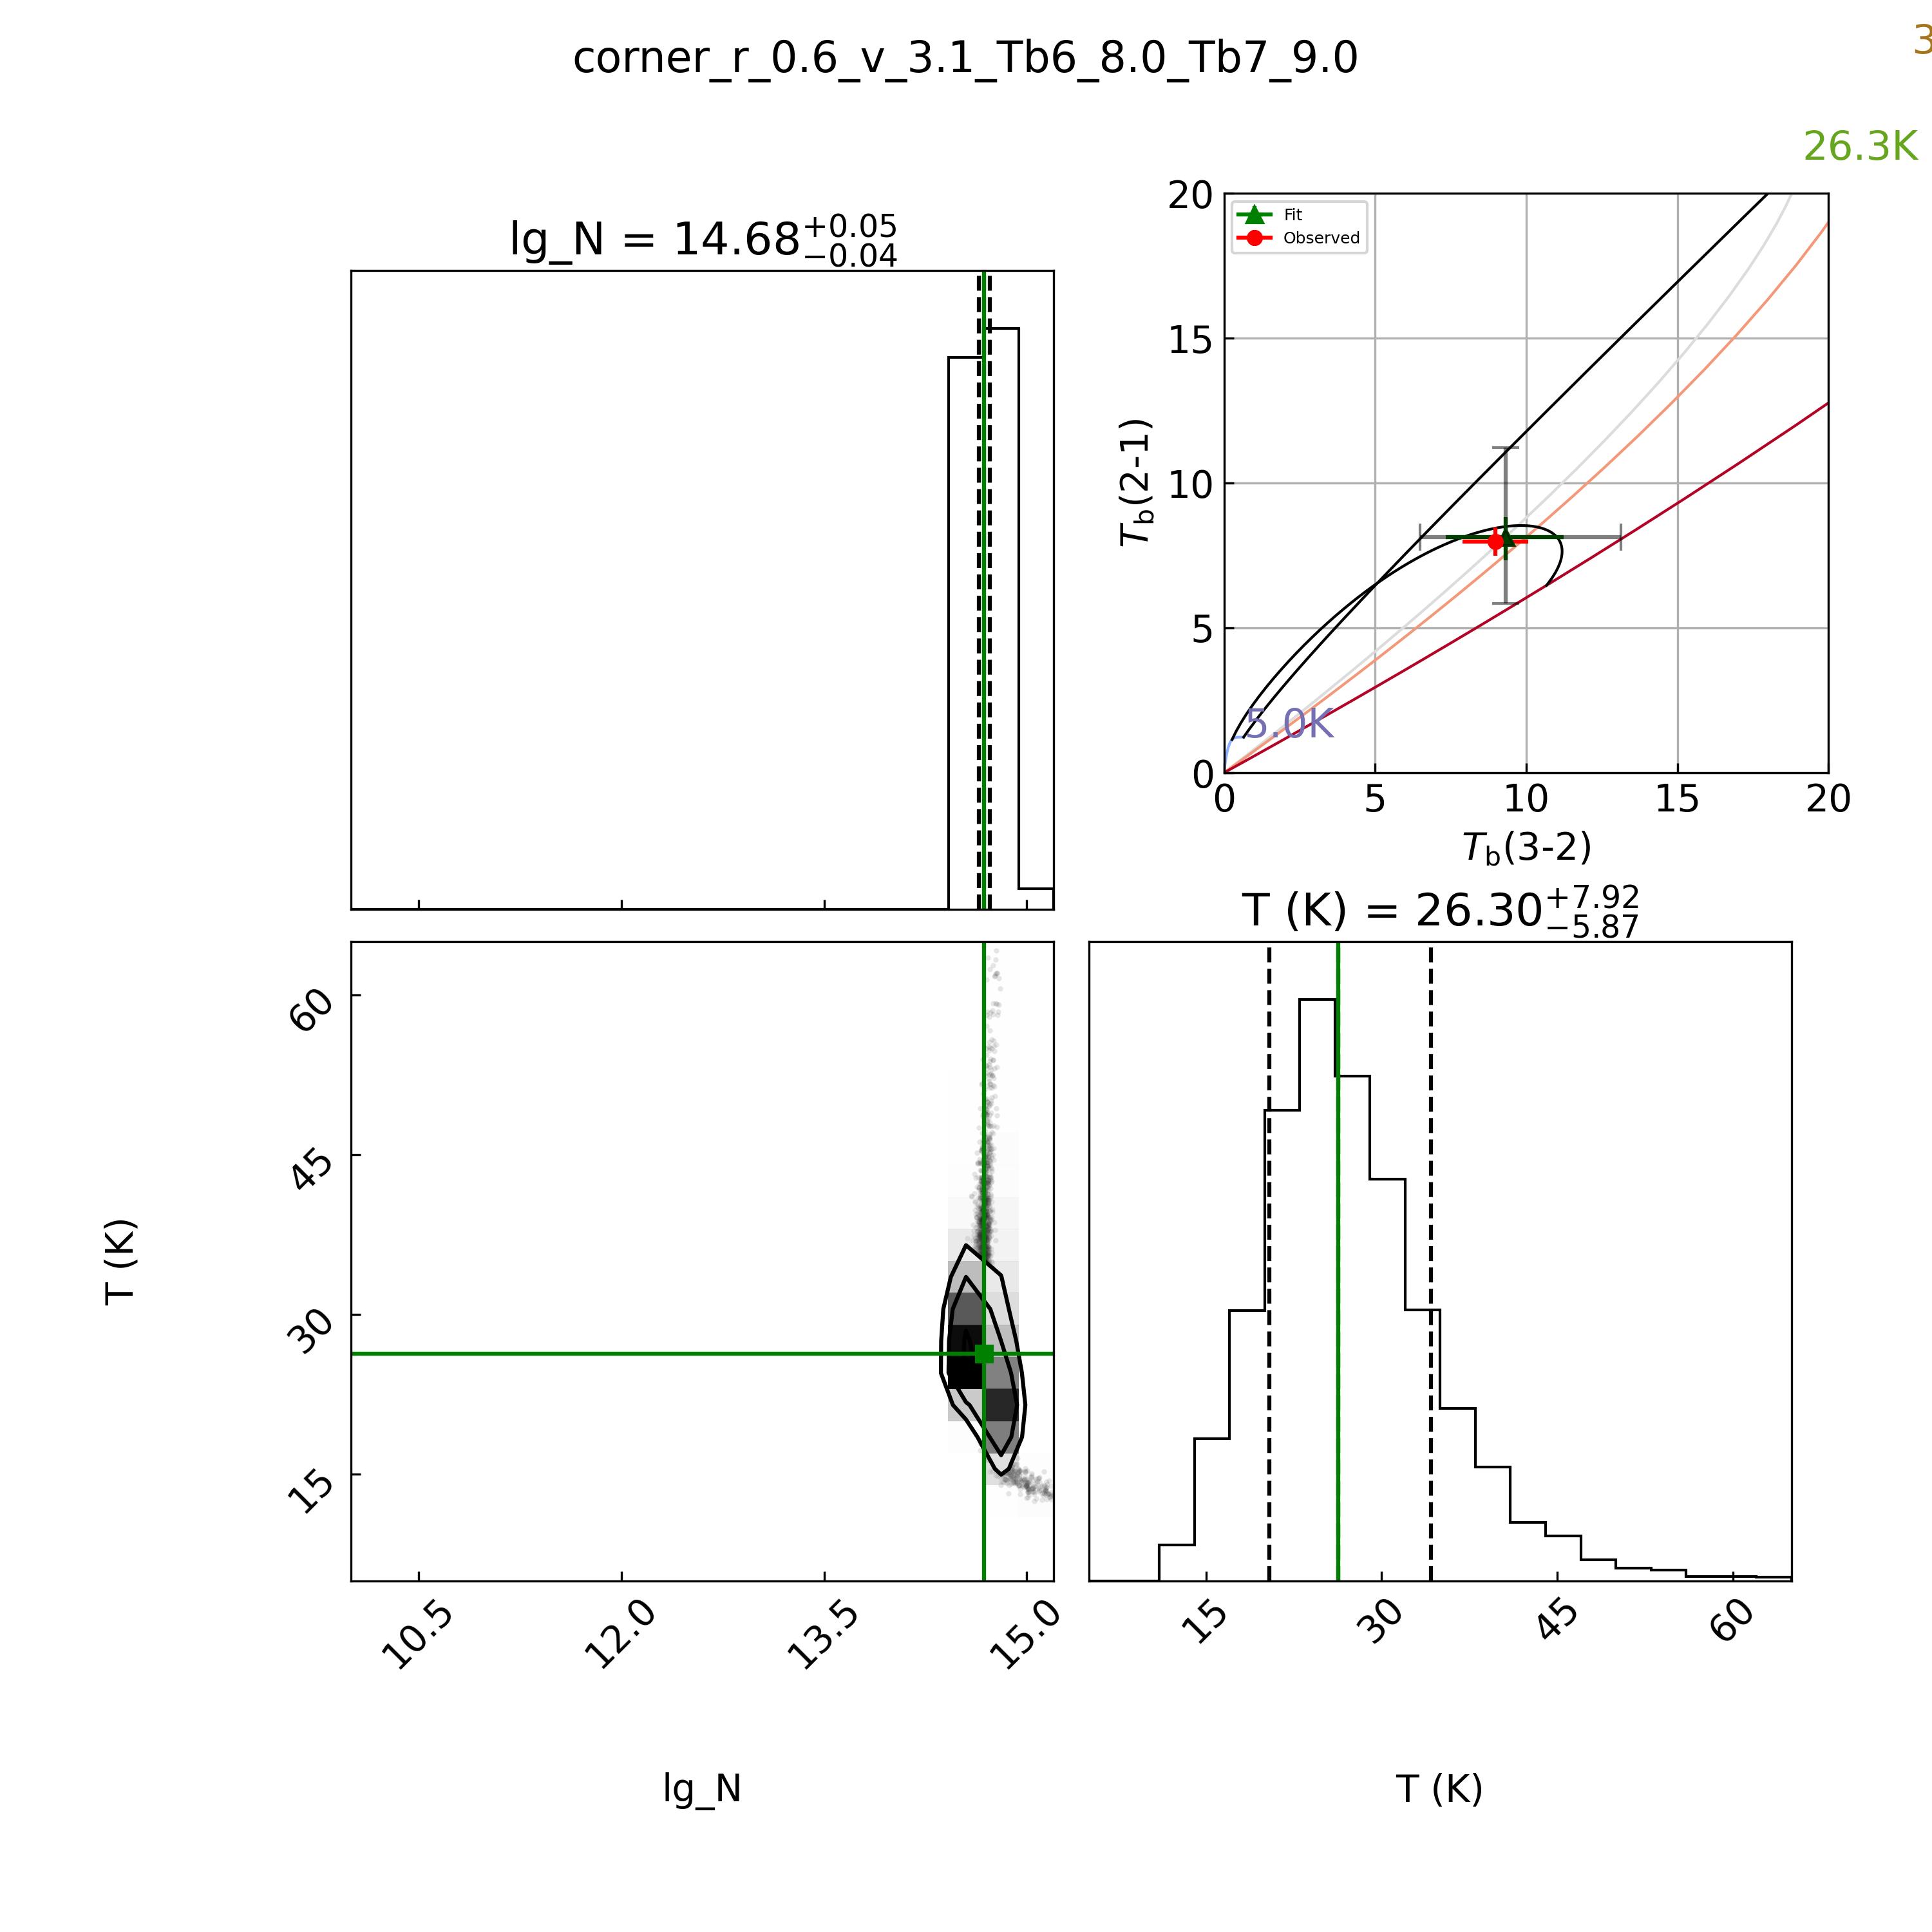 corner_r_0.6_v_3.1_Tb6_8.0_Tb7_9.0
3
26.3K
lg_N = 14.68+0.05 −0.04
Fit
Observed
20
15
10
5
0
T_b(2-1)
5.0K
0 5 10 15 20
T_b(3-2)
T (K) = 26.30+7.92 −5.87
60
45
30
15
T (K)
10.5 12.0 13.5 15.0
15 30 45 60
lg_N
T (K)